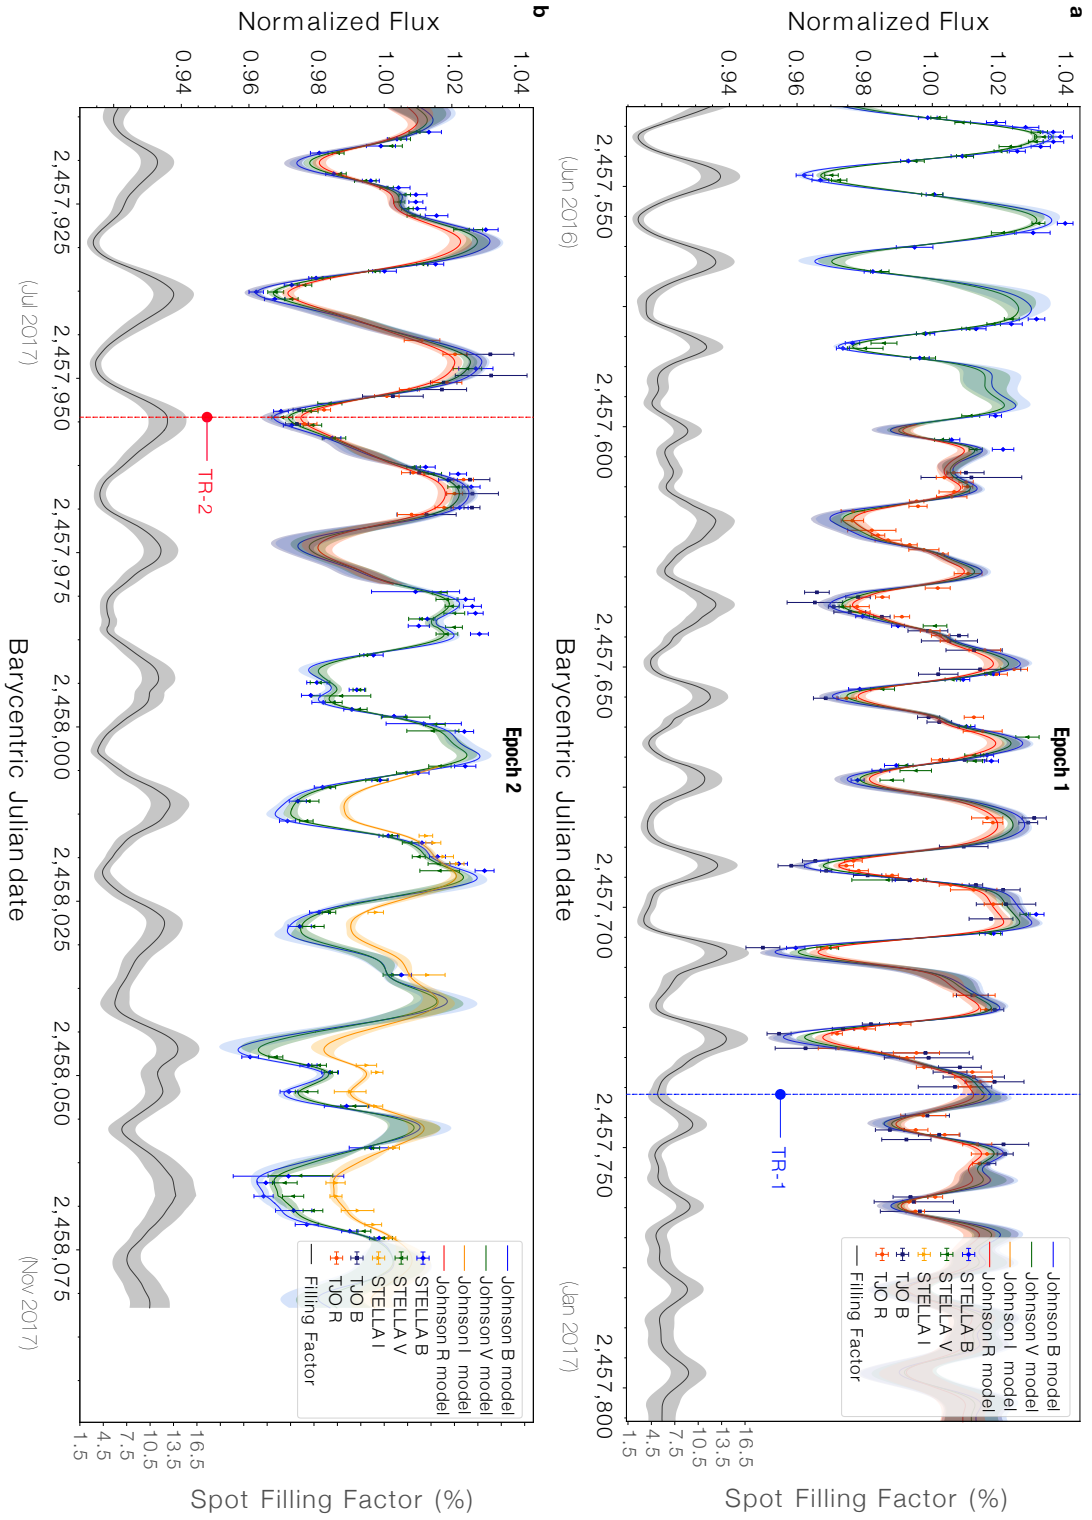 a
Epoch 1
Normalized Flux
0.94
0.96
0.98
1.00
1.02
1.04
2,457,550
2,457,600
2,457,650
2,457,700
2,457,750
2,457,800
(Jun 2016)
(Jan 2017)
Barycentric Julian date
TR-1
Johnson B model
Johnson V model
Johnson I model
Johnson R model
STELLA B
STELLA V
STELLA I
TJO B
TJO R
Filling Factor
16.5
13.5
10.5
7.5
4.5
1.5
Spot Filling Factor (%)
b
Epoch 2
Normalized Flux
0.94
0.96
0.98
1.00
1.02
1.04
2,457,925
2,457,950
2,457,975
2,458,000
2,458,025
2,458,050
2,458,075
(Jul 2017)
(Nov 2017)
Barycentric Julian date
TR-2
Johnson B model
Johnson V model
Johnson I model
Johnson R model
STELLA B
STELLA V
STELLA I
TJO B
TJO R
Filling Factor
16.5
13.5
10.5
7.5
4.5
1.5
Spot Filling Factor (%)